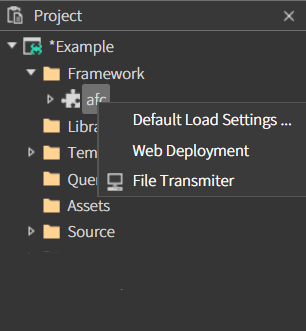 Project
*Example
Framework
afc
Default Load Settings ...
Web Deployment
File Transmiter
Assets
Source